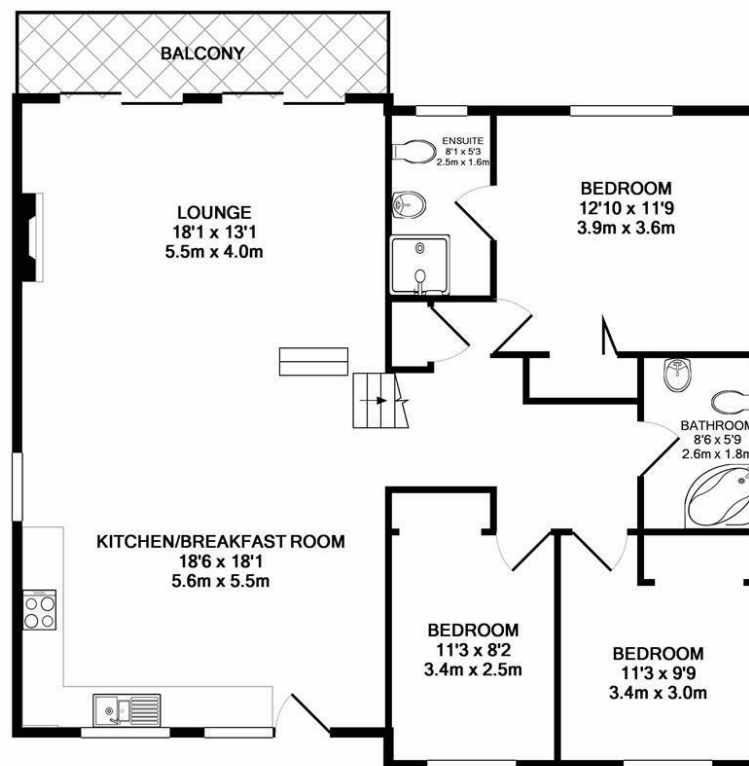 BALCONY
ENSUITE
8'1 x 5'3
2.5m x 1.6m
LOUNGE
18'1 x 13'1
5.5m x 4.0m
BEDROOM
12'10 x 11'9
3.9m x 3.6m
BATHROOM
8'6 x 5'9
2.6m x 1.8m
KITCHEN/BREAKFAST ROOM
18'6 x 18'1
5.6m x 5.5m
BEDROOM
11'3 x 8'2
3.4m x 2.5m
BEDROOM
11'3 x 9'9
3.4m x 3.0m